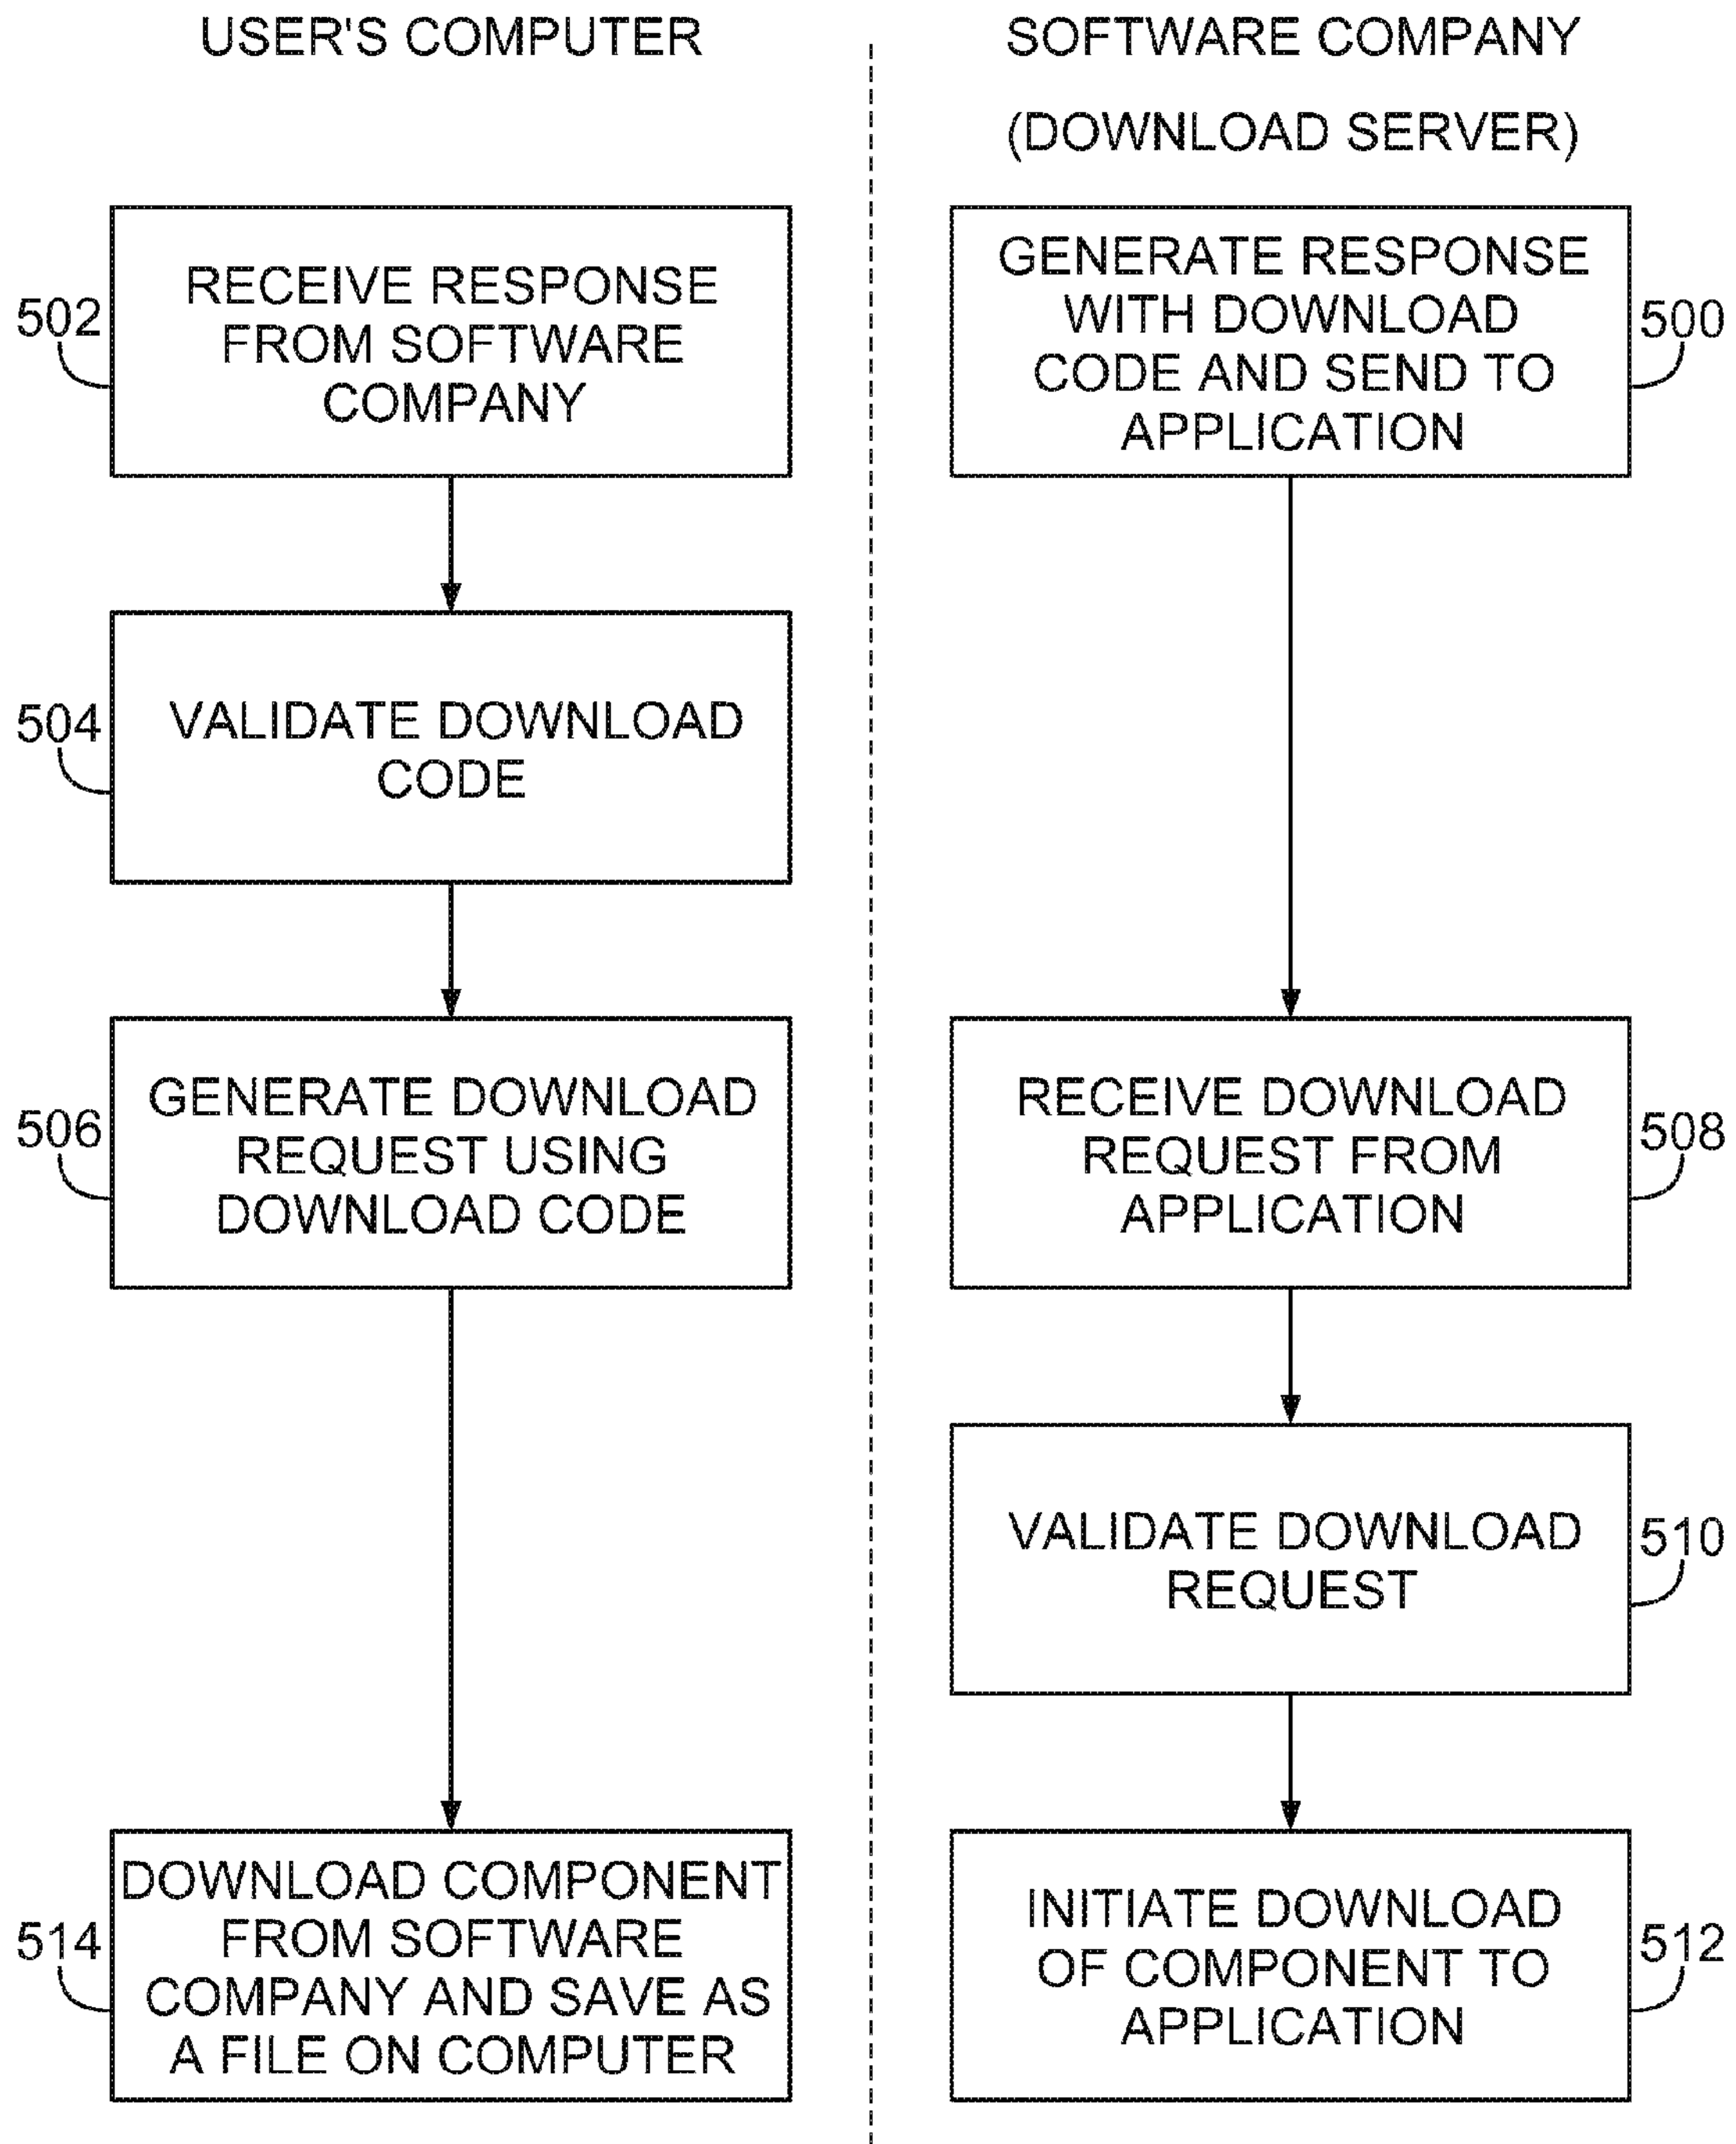 USER'S COMPUTER
SOFTWARE COMPANY
(DOWNLOAD SERVER)
502
RECEIVE RESPONSE
FROM SOFTWARE
COMPANY
GENERATE RESPONSE
WITH DOWNLOAD
CODE AND SEND TO
APPLICATION
500
504
VALIDATE DOWNLOAD
CODE
506
GENERATE DOWNLOAD
REQUEST USING
DOWNLOAD CODE
RECEIVE DOWNLOAD
REQUEST FROM
APPLICATION
508
VALIDATE DOWNLOAD
REQUEST
510
514
DOWNLOAD COMPONENT
FROM SOFTWARE
COMPANY AND SAVE AS
A FILE ON COMPUTER
INITIATE DOWNLOAD
OF COMPONENT TO
APPLICATION
512